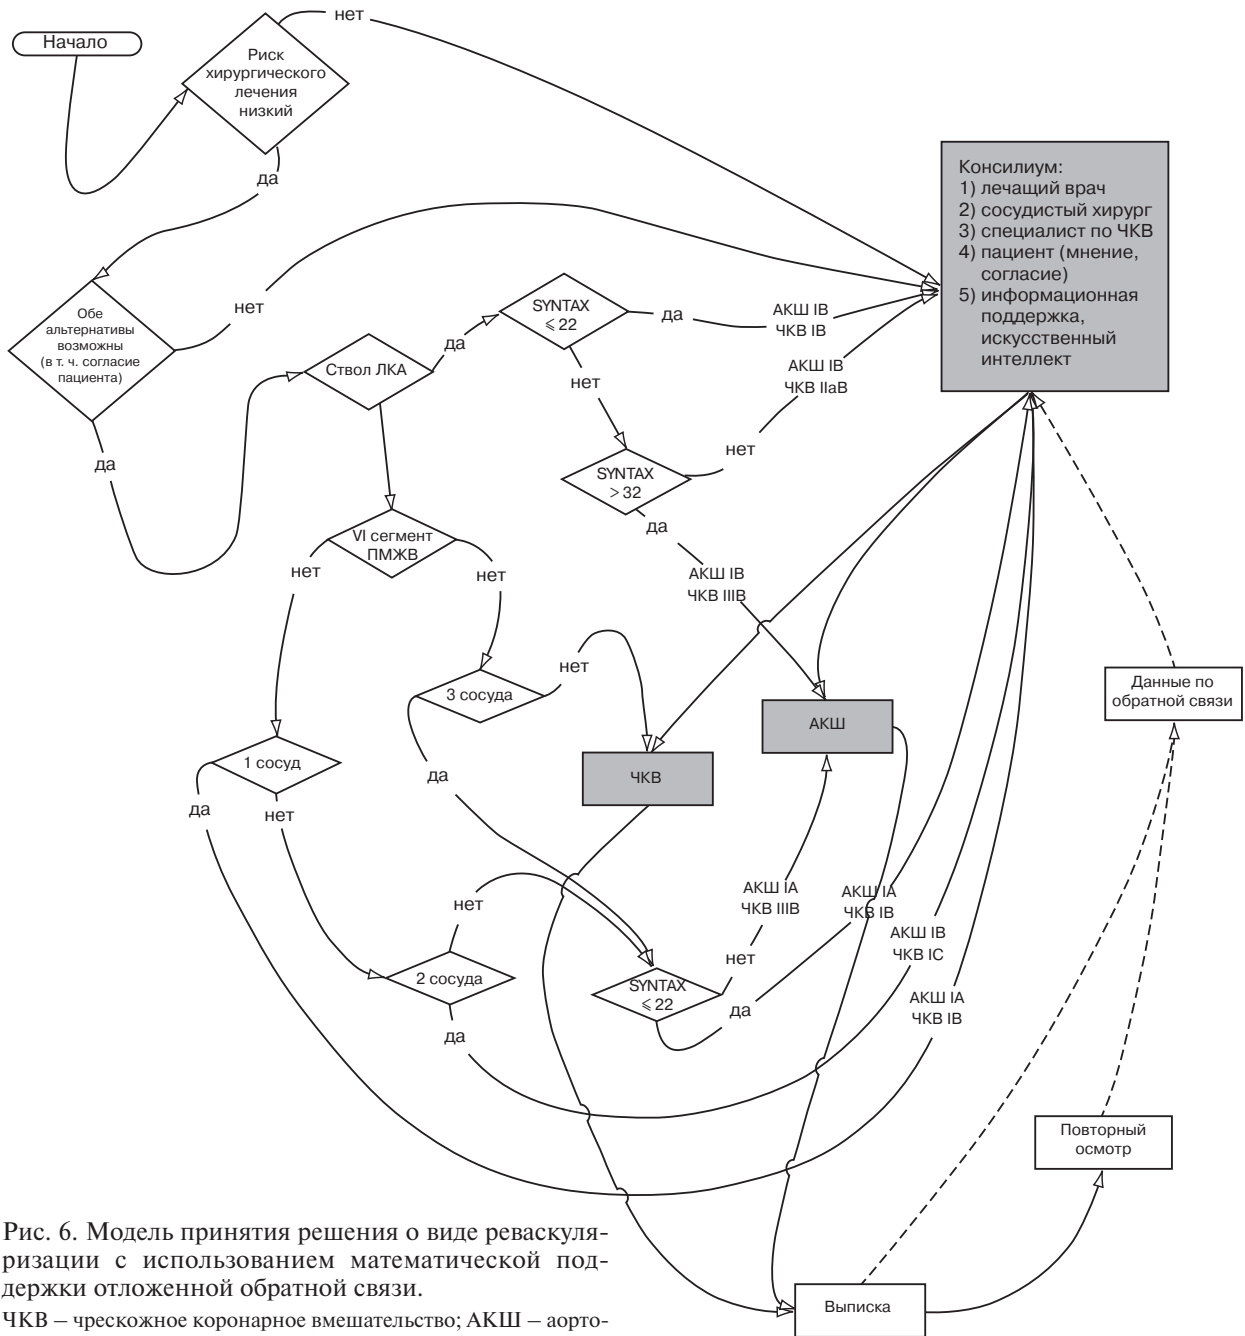 Начало
нет
Риск
хирургического
лечения
низкий
да
Консилиум:
1) лечащий врач
2) сосудистый хирург
3) специалист по ЧКВ
4) пациент (мнение,
согласие)
5) информационная
поддержка,
искусственный
интеллект
Обе
альтернативы
возможны
(в т. ч. согласие
пациента)
нет
да
Ствол ЛКА
да
SYNTAX
⩽ 22
да
АКШ IB
ЧКВ IB
нет
АКШ IB
ЧКВ IIaB
нет
SYNTAX
> 32
да
АКШ IB
ЧКВ IIIB
VI сегмент
ПМЖВ
нет
нет
3 сосуда
нет
да
1 сосуд
да
нет
ЧКВ
АКШ
Данные по
обратной связи
2 сосуда
нет
да
SYNTAX
⩽ 22
нет
да
АКШ IA
ЧКВ IIIB
АКШ IA
ЧКВ IB
АКШ IB
ЧКВ IC
АКШ IA
ЧКВ IB
Повторный
осмотр
Выписка
Рис. 6. Модель принятия решения о виде реваскуля-
ризации с использованием математической под-
держки отложенной обратной связи.
ЧКВ – чрескожное коронарное вмешательство; АКШ – аорто-